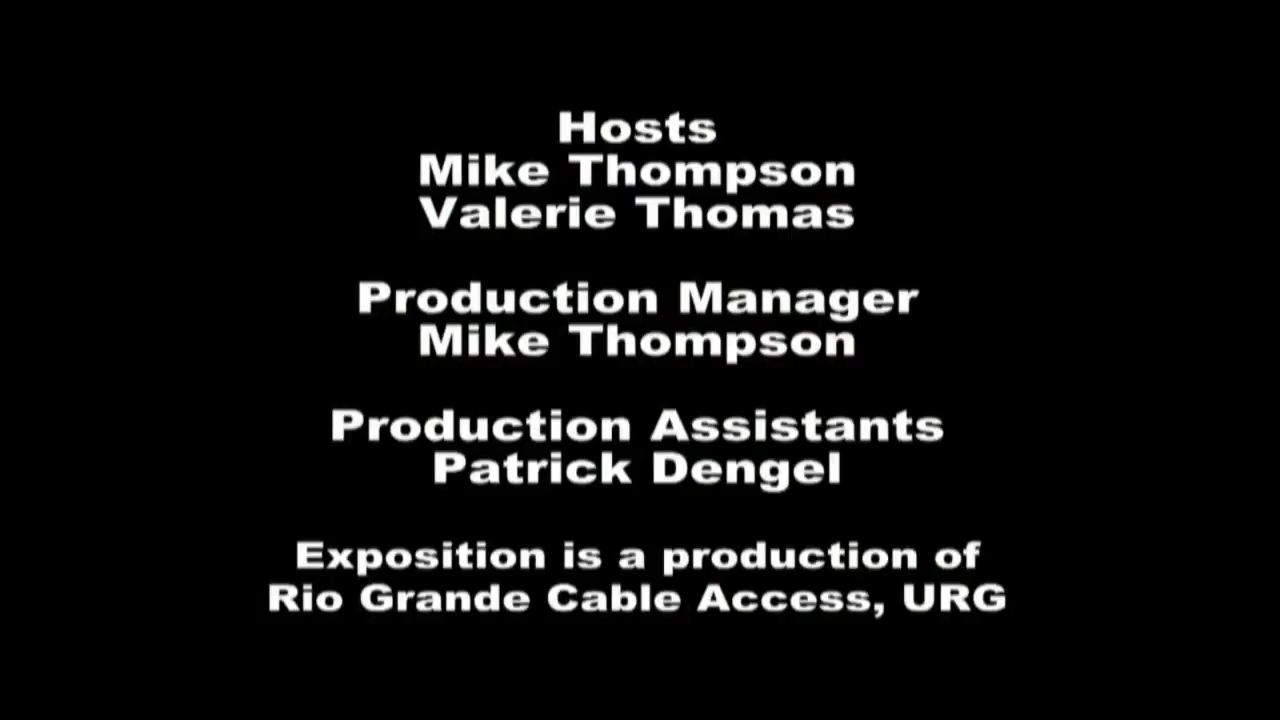 Hosts
Mike Thompson
Valerie Thomas
Production Manager
Mike Thompson
Production Assistants
Patrick Dengel
Exposition is a production of
Rio Grande Cable Access, URG